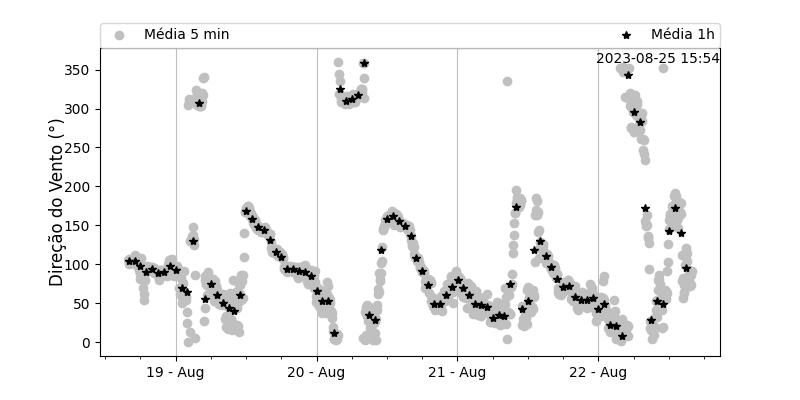 Média 5 min
Média 1h
2023-08-25 15:54
Direção do Vento (°)
350
300
250
200
150
100
50
0
19 - Aug
20 - Aug
21 - Aug
22 - Aug